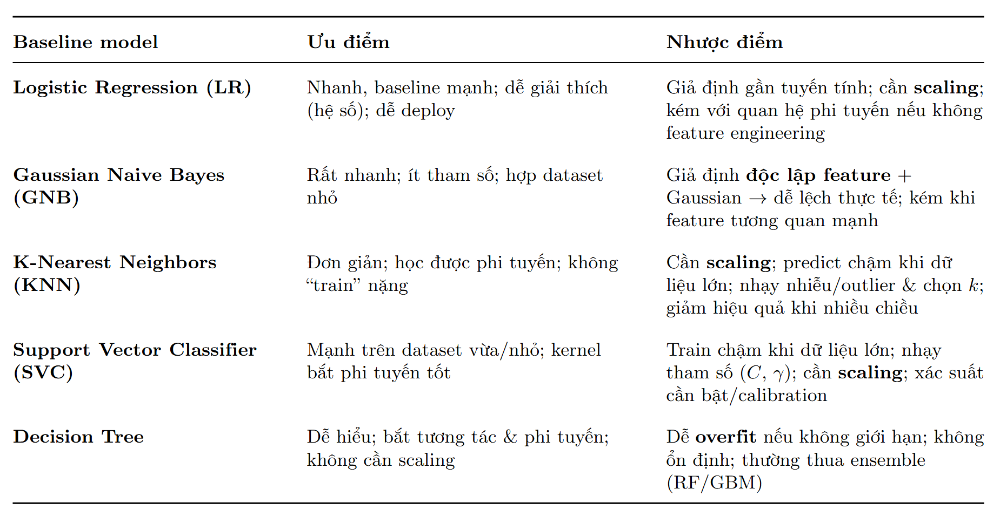 Baseline model Ưu điểm Nhược điểm
Logistic Regression (LR) Nhanh, baseline mạnh; dễ giải thích Giả định gần tuyến tính; cần scaling;
(hệ số); dễ deploy kém với quan hệ phi tuyến nếu không
feature engineering
Gaussian Naive Bayes Rất nhanh; ít tham số; hợp dataset Giả định độc lập feature +
(GNB) nhỏ Gaussian → dễ lệch thực tế; kém khi
feature tương quan mạnh
K-Nearest Neighbors Đơn giản; học được phi tuyến; không Cần scaling; predict chậm khi dữ
(KNN) “train” nặng liệu lớn; nhạy nhiễu/outlier & chọn k;
giảm hiệu quả khi nhiều chiều
Support Vector Classifier Mạnh trên dataset vừa/nhỏ; kernel Train chậm khi dữ liệu lớn; nhạy
(SVC) bắt phi tuyến tốt tham số (C, γ); cần scaling; xác suất
cần bật/calibration
Decision Tree Dễ hiểu; bắt tương tác & phi tuyến; Dễ overfit nếu không giới hạn; không
không cần scaling ổn định; thường thua ensemble
(RF/GBM)